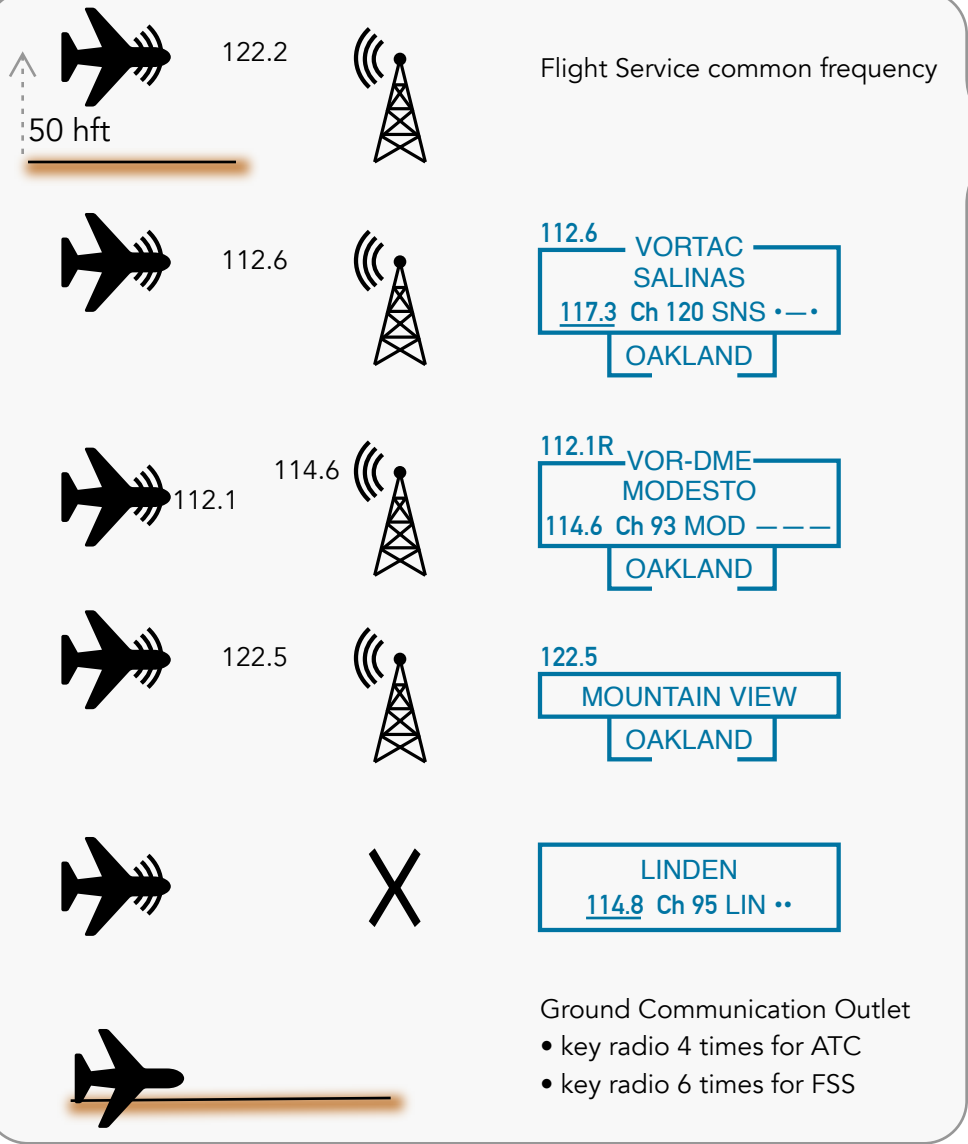 122.2
Flight Service common frequency
50 hft
112.6
112.6
VORTAC
SALINAS
117.3 Ch 120 SNS •—•
OAKLAND
114.6
112.1
112.1R
VOR-DME
MODESTO
114.6 Ch 93 MOD — — —
OAKLAND
122.5
122.5
MOUNTAIN VIEW
OAKLAND
X
LINDEN
114.8 Ch 95 LIN ••
Ground Communication Outlet
• key radio 4 times for ATC
• key radio 6 times for FSS